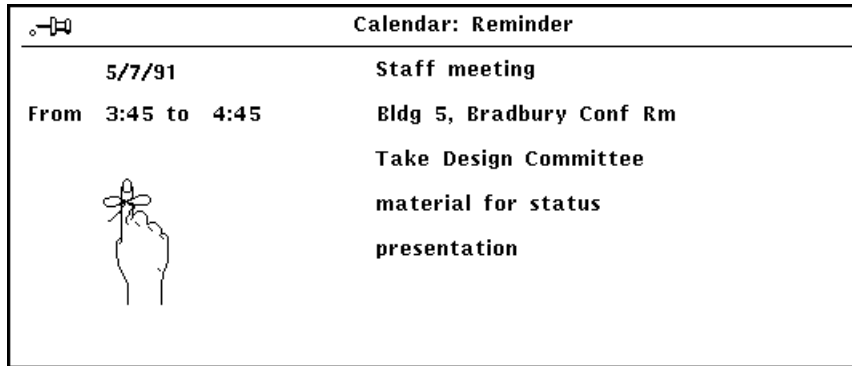 Calendar: Reminder
5/7/91 Staff meeting
From 3:45 to 4:45 Bldg 5, Bradbury Conf Rm
Take Design Committee
material for status
presentation